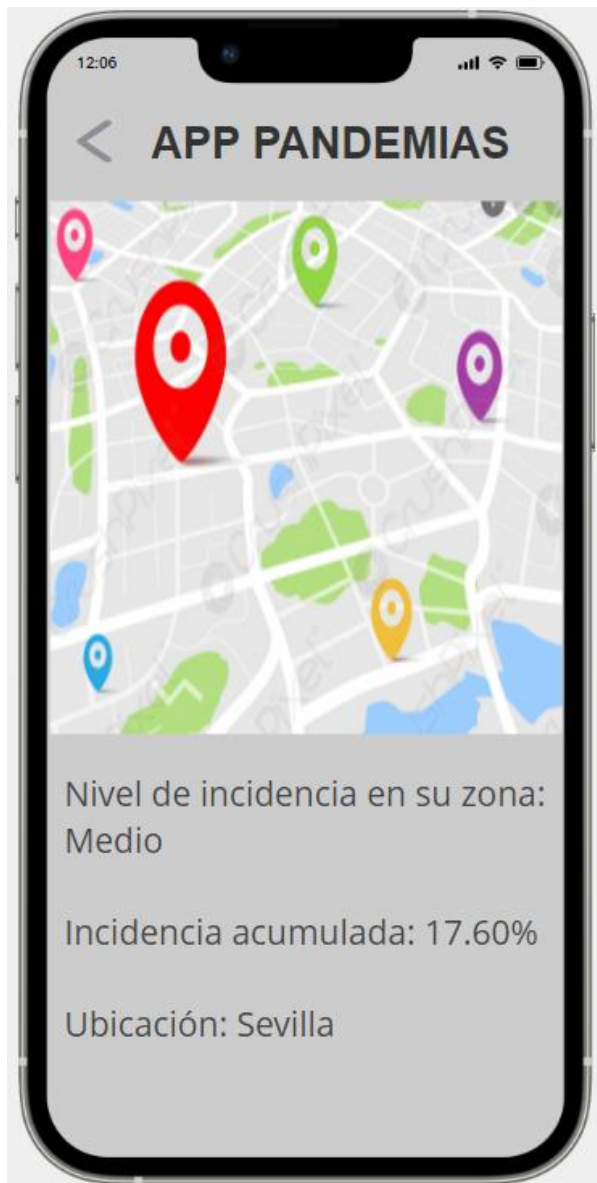 12:06
APP PANDEMIAS
Nivel de incidencia en su zona:
Medio
Incidencia acumulada: 17.60%
Ubicación: Sevilla